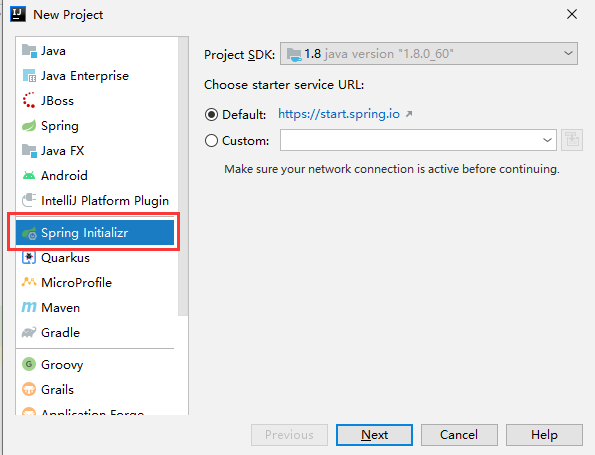 New Project
Java
Java Enterprise
JBoss
Spring
Java FX
Android
IntelliJ Platform Plugin
Spring Initializr
Quarkus
MicroProfile
Maven
Gradle
Groovy
Grails
Application Forge
Project SDK: 1.8 java version "1.8.0_60"
Choose starter service URL:
Default: https://start.spring.io
Custom:
Make sure your network connection is active before continuing.
Previous Next Cancel Help